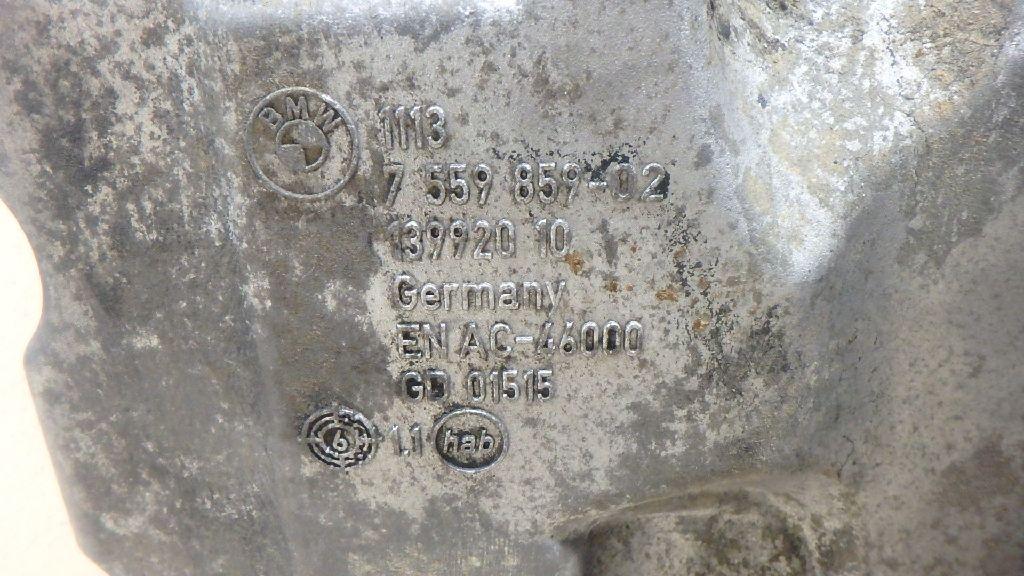 BMW
1113
7 559 859-02
139920 10
Germany
EN AC-46000
GD 01515
6 1.1 hab